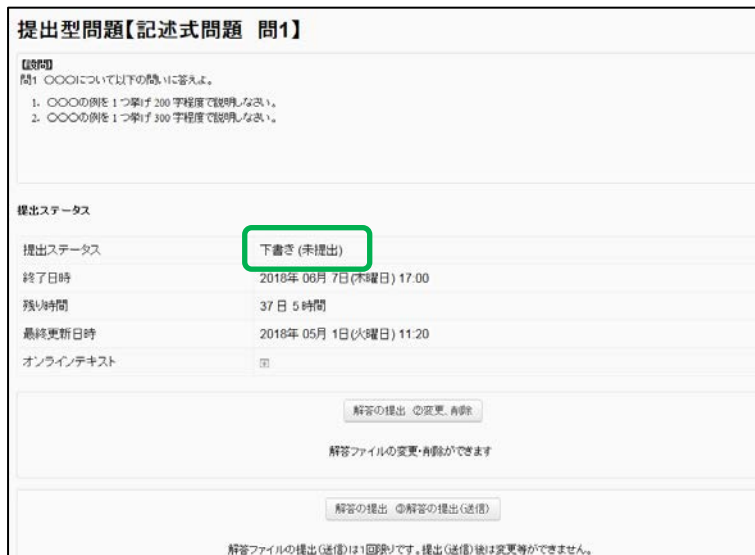 提出型問題【記述式問題 問1】
【設問】
問1 〇〇〇について以下の問いに答えよ。
1. 〇〇〇の例を1つ挙げ 200 字程度で説明しなさい。
2. 〇〇〇の例を1つ挙げ 300 字程度で説明しなさい。
提出ステータス
提出ステータス 下書き (未提出)
終了日時 2018年 06月 7日(木曜日) 17:00
残り時間 37 日 5 時間
最終更新日時 2018年 05月 1日(火曜日) 11:20
オンラインテキスト
解答の提出 ②変更、削除
解答ファイルの変更・削除ができます
解答の提出 ③解答の提出(送信)
解答ファイルの提出(送信)は1回限りです。提出(送信)後は変更等ができません。